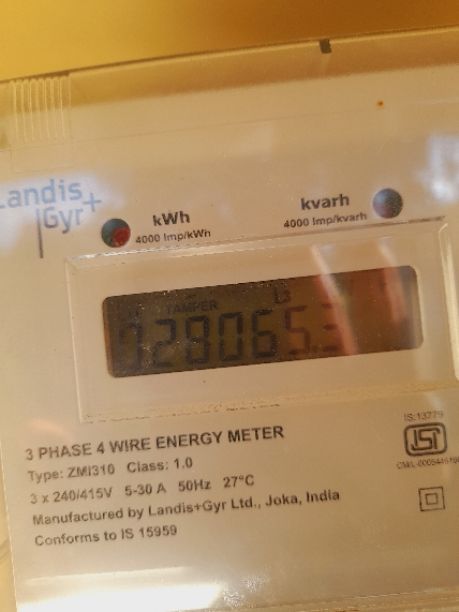 Landis+
Gyr
kWh
4000 Imp/kWh
kvarh
4000 Imp/kvarh
TAMPER L3
3 PHASE 4 WIRE ENERGY METER
Type: ZMI310 Class: 1.0
3 x 240/415V 5-30 A 50Hz 27°C
Manufactured by Landis+Gyr Ltd., Joka, India
Conforms to IS 15959
IS:13779
ISI